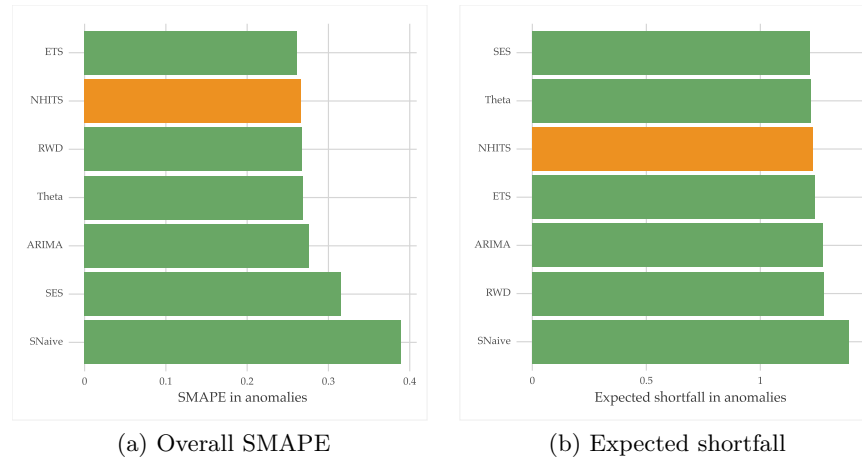 ETS
NHITS
RWD
Theta
ARIMA
SES
SNaive
0 0.1 0.2 0.3 0.4
SMAPE in anomalies
(a) Overall SMAPE
SES
Theta
NHITS
ETS
ARIMA
RWD
SNaive
0 0.5 1
Expected shortfall in anomalies
(b) Expected shortfall